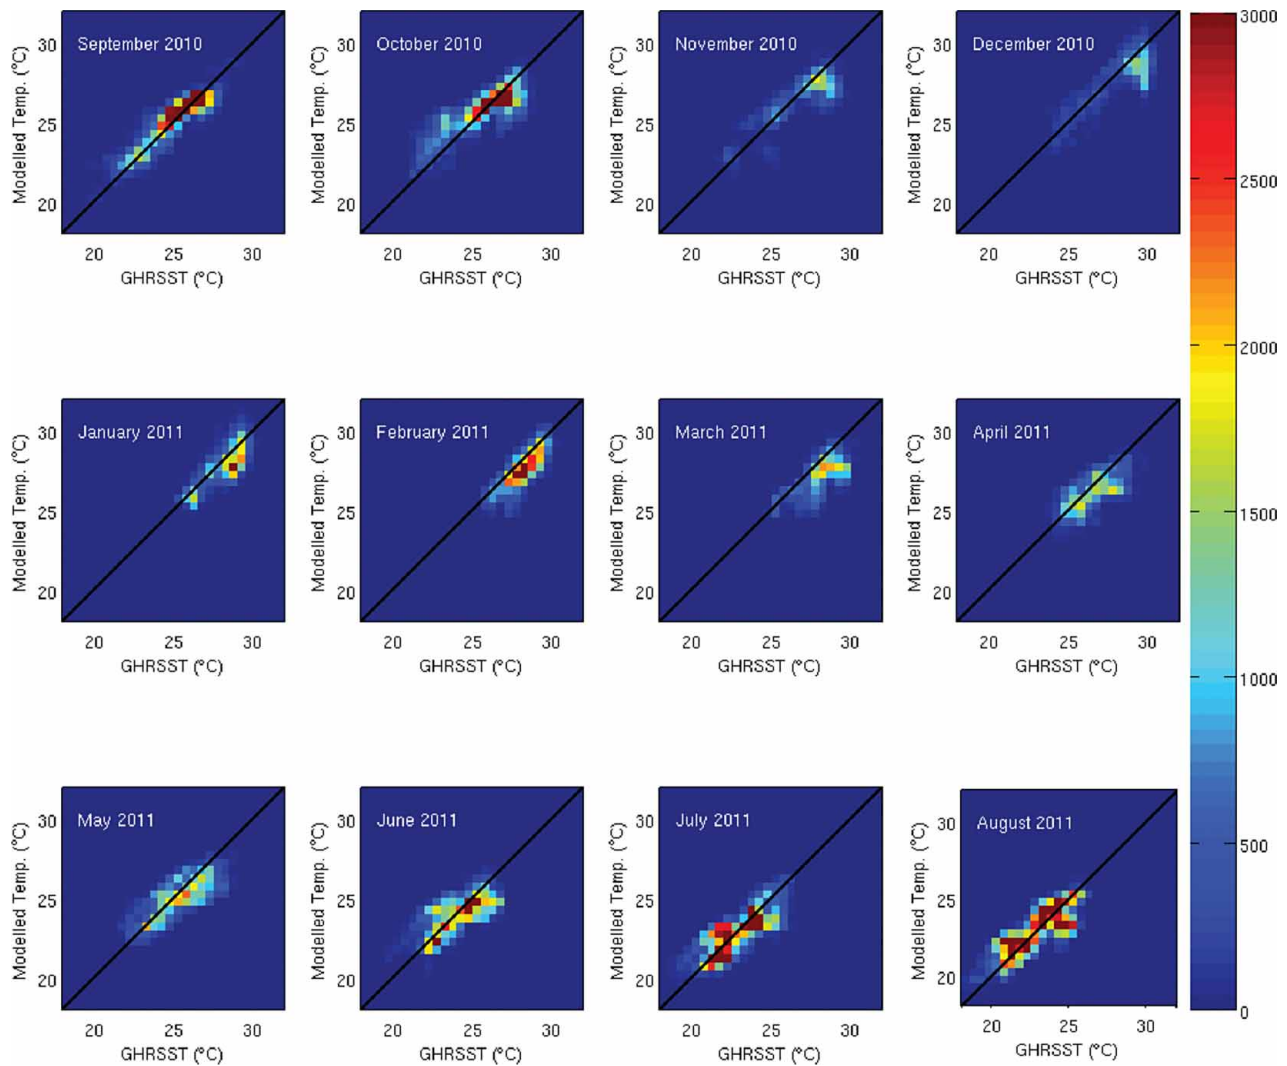 September 2010
Modelled Temp. (°C)
30
25
20
20 25 30
GHRSST (°C)
October 2010
Modelled Temp. (°C)
30
25
20
20 25 30
GHRSST (°C)
November 2010
Modelled Temp. (°C)
30
25
20
20 25 30
GHRSST (°C)
December 2010
Modelled Temp. (°C)
30
25
20
20 25 30
GHRSST (°C)
January 2011
Modelled Temp. (°C)
30
25
20
20 25 30
GHRSST (°C)
February 2011
Modelled Temp. (°C)
30
25
20
20 25 30
GHRSST (°C)
March 2011
Modelled Temp. (°C)
30
25
20
20 25 30
GHRSST (°C)
April 2011
Modelled Temp. (°C)
30
25
20
20 25 30
GHRSST (°C)
May 2011
Modelled Temp. (°C)
30
25
20
20 25 30
GHRSST (°C)
June 2011
Modelled Temp. (°C)
30
25
20
20 25 30
GHRSST (°C)
July 2011
Modelled Temp. (°C)
30
25
20
20 25 30
GHRSST (°C)
August 2011
Modelled Temp. (°C)
30
25
20
20 25 30
GHRSST (°C)
3000
2500
2000
1500
1000
500
0